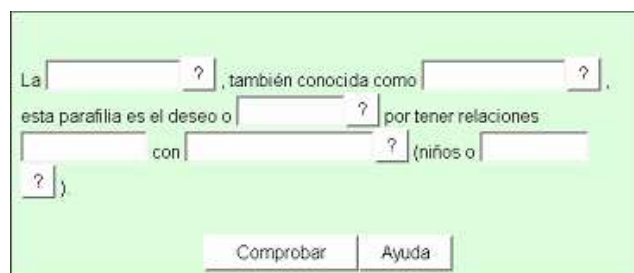 La ? , también conocida como ? ,
esta parafilia es el deseo o ? por tener relaciones
con ? (niños o
? ).
Comprobar Ayuda